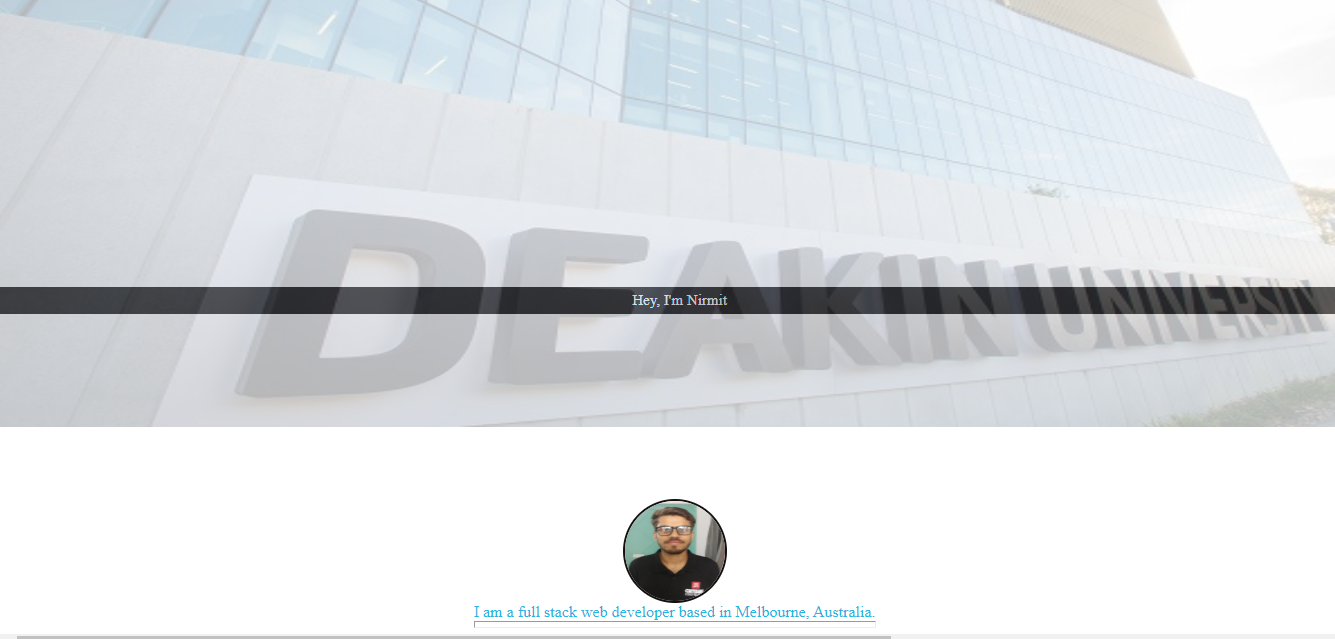 DEAKIN UNIVERSITY
Hey, I'm Nirmit
I am a full stack web developer based in Melbourne, Australia.